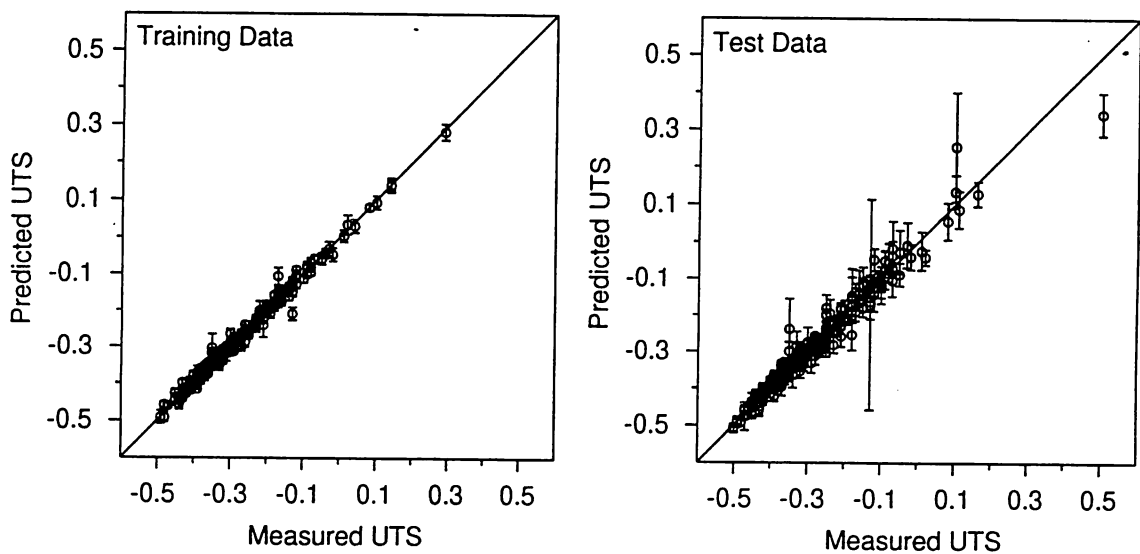 Training Data
0.5
0.3
0.1
-0.1
-0.3
-0.5
Predicted UTS
-0.5 -0.3 -0.1 0.1 0.3 0.5
Measured UTS
Test Data
0.5
0.3
0.1
-0.1
-0.3
-0.5
Predicted UTS
-0.5 -0.3 -0.1 0.1 0.3 0.5
Measured UTS